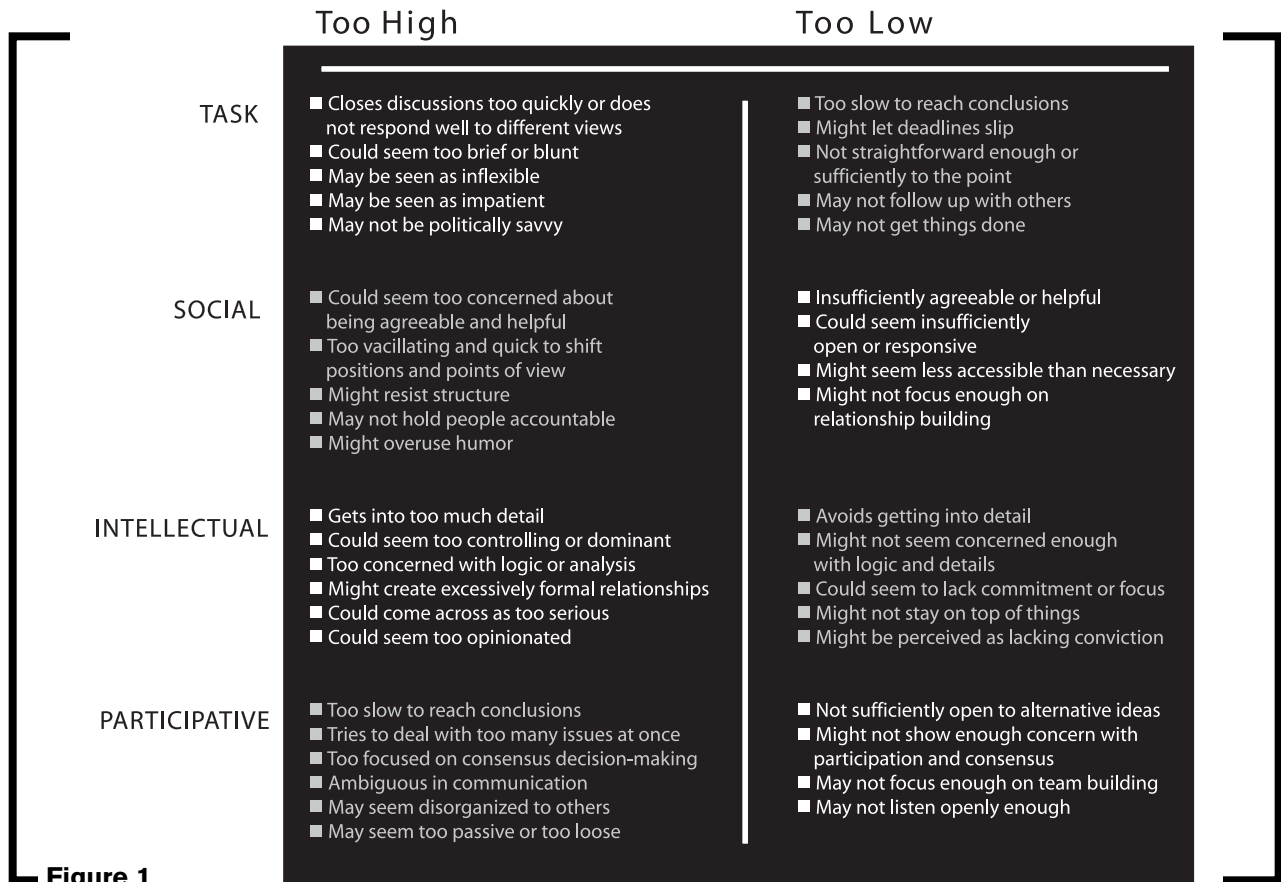 Too High Too Low
TASK
■ Closes discussions too quickly or does
not respond well to different views
■ Could seem too brief or blunt
■ May be seen as inflexible
■ May be seen as impatient
■ May not be politically savvy
■ Too slow to reach conclusions
■ Might let deadlines slip
■ Not straightforward enough or
sufficiently to the point
■ May not follow up with others
■ May not get things done
SOCIAL
■ Could seem too concerned about
being agreeable and helpful
■ Too vacillating and quick to shift
positions and points of view
■ Might resist structure
■ May not hold people accountable
■ Might overuse humor
■ Insufficiently agreeable or helpful
■ Could seem insufficiently
open or responsive
■ Might seem less accessible than necessary
■ Might not focus enough on
relationship building
INTELLECTUAL
■ Gets into too much detail
■ Could seem too controlling or dominant
■ Too concerned with logic or analysis
■ Might create excessively formal relationships
■ Could come across as too serious
■ Could seem too opinionated
■ Avoids getting into detail
■ Might not seem concerned enough
with logic and details
■ Could seem to lack commitment or focus
■ Might not stay on top of things
■ Might be perceived as lacking conviction
PARTICIPATIVE
■ Too slow to reach conclusions
■ Tries to deal with too many issues at once
■ Too focused on consensus decision-making
■ Ambiguous in communication
■ May seem disorganized to others
■ May seem too passive or too loose
■ Not sufficiently open to alternative ideas
■ Might not show enough concern with
participation and consensus
■ May not focus enough on team building
■ May not listen openly enough
Figure 1